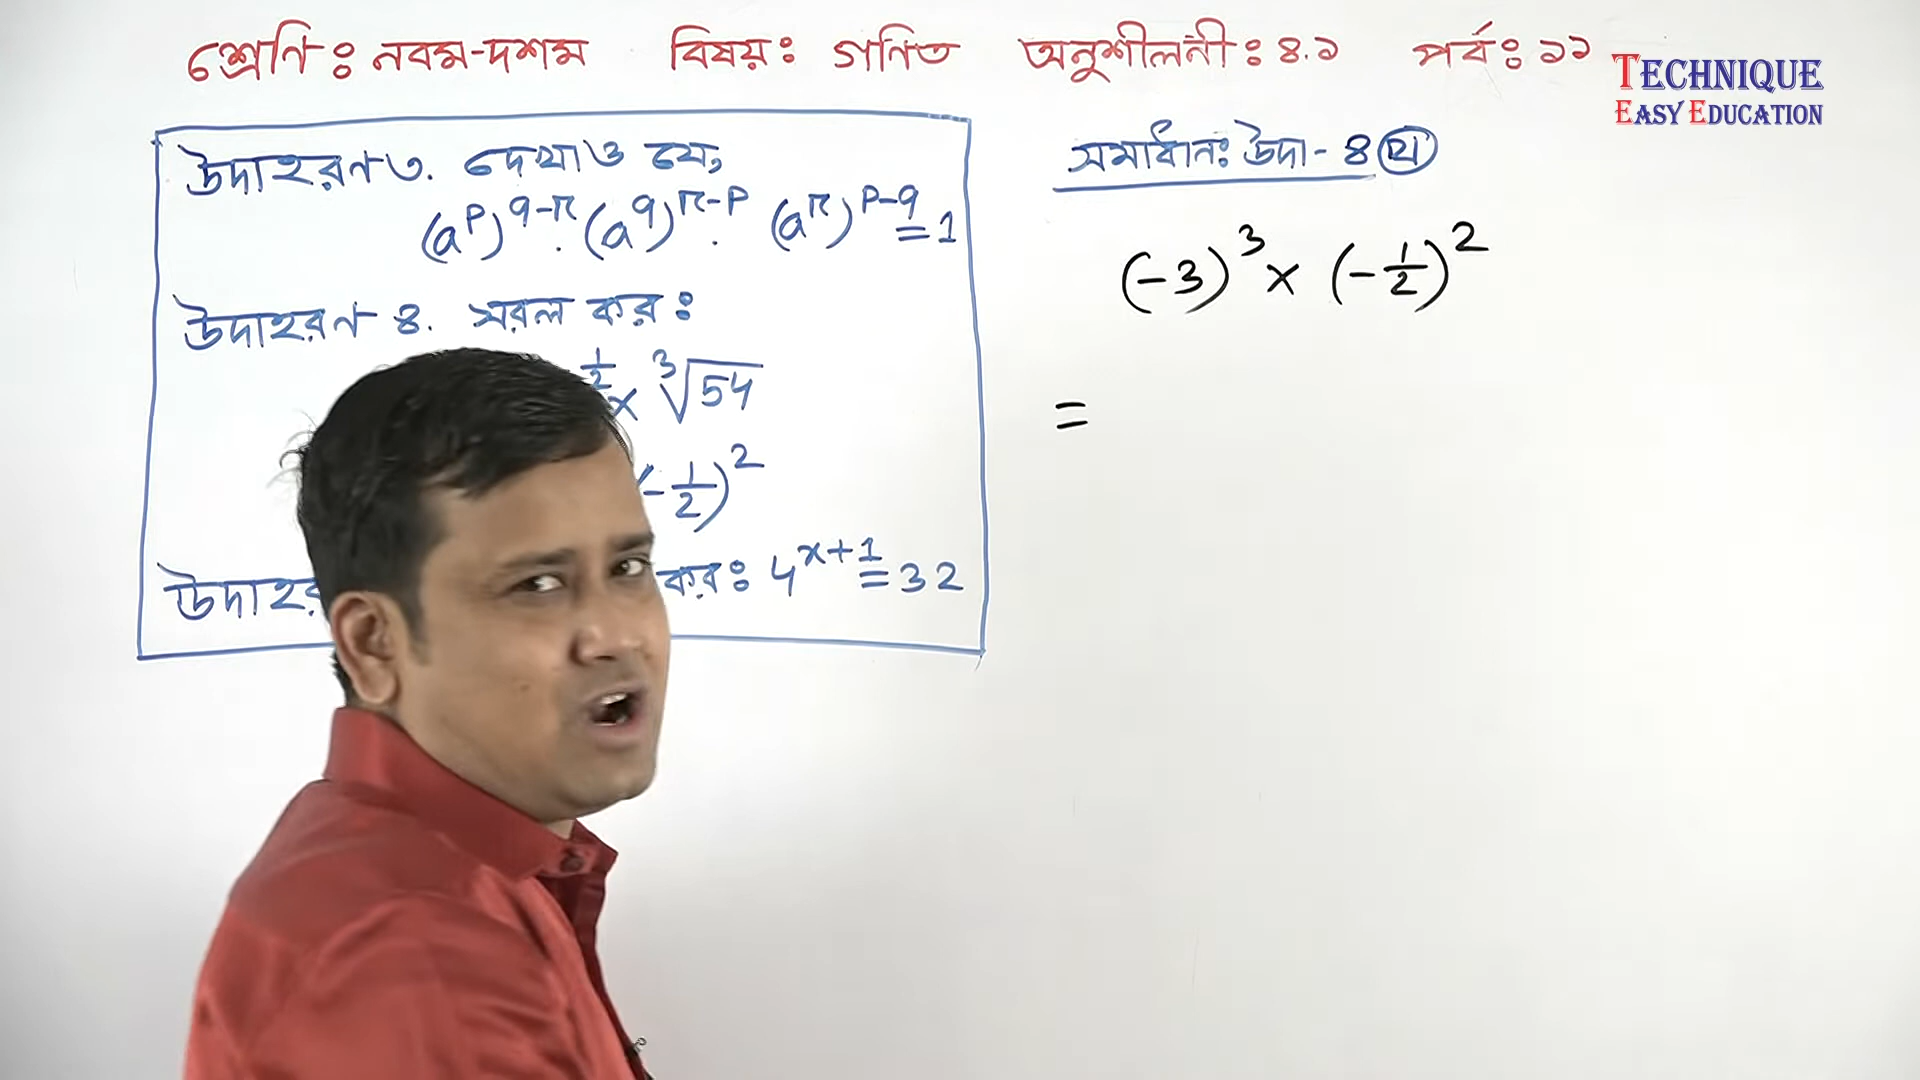 শ্রেণিঃ নবম-দশম বিষয়ঃ গণিত অনুশীলনীঃ ৪.১ পর্বঃ ১১
TECHNIQUE
EASY EDUCATION
উদাহরণ ৩. দেখাও যে,
(a^p)^{q-r}. (a^q)^{r-p}. (a^r)^{p-q} = 1
উদাহরণ ৪. সরল করঃ
1/2 × ∛54
(-1/2)^2
করঃ 4^{x+1} = 32
সমাধানঃ উদা- ৪ (ঘ)
(-3)^3 × (-1/2)^2
=